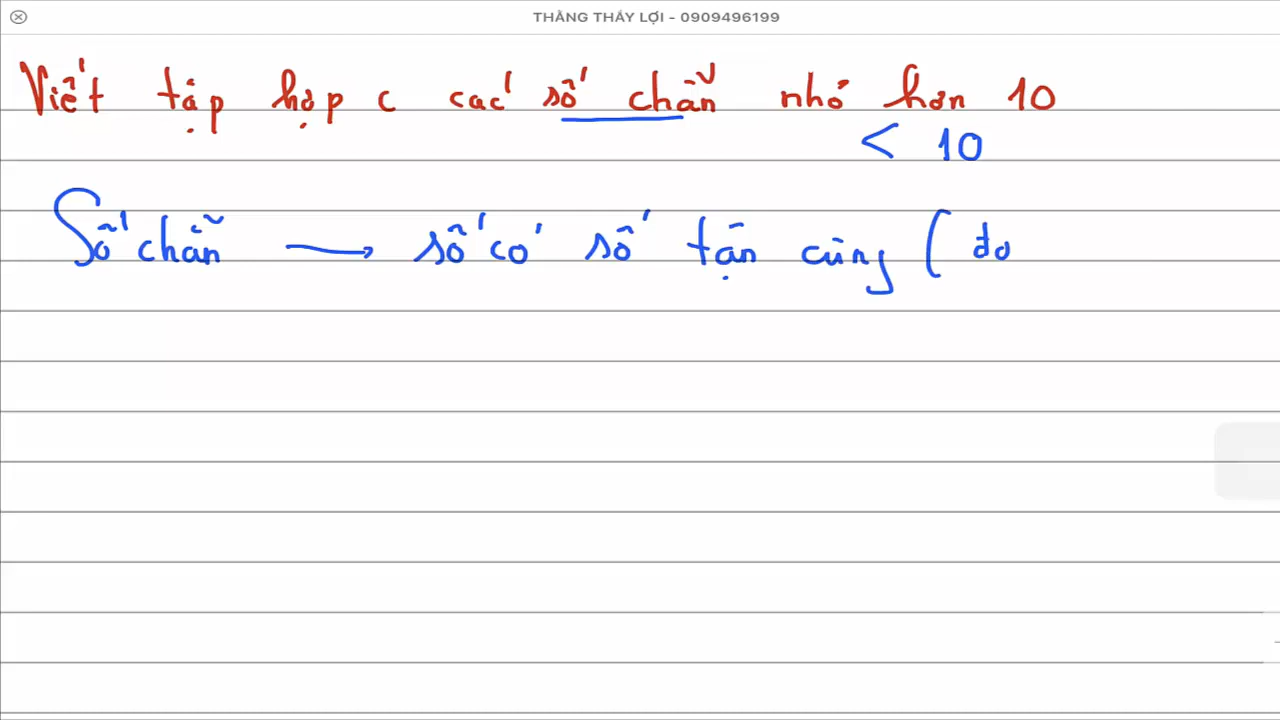 THẰNG THẦY LỢI - 0909496199
Viết tập hợp c các số chẵn nhỏ hơn 10
< 10
Số chẵn → số có số tận cùng ( đo